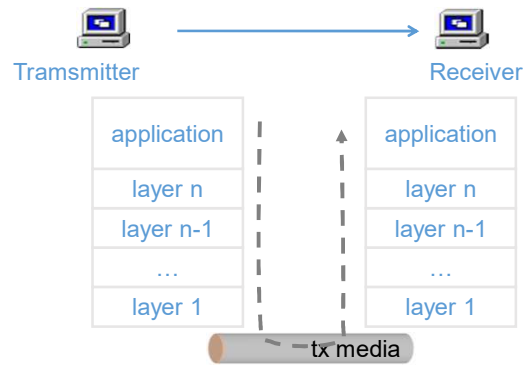 Tramsmitter
Receiver
application
application
layer n
layer n
layer n-1
layer n-1
...
...
layer 1
layer 1
tx media